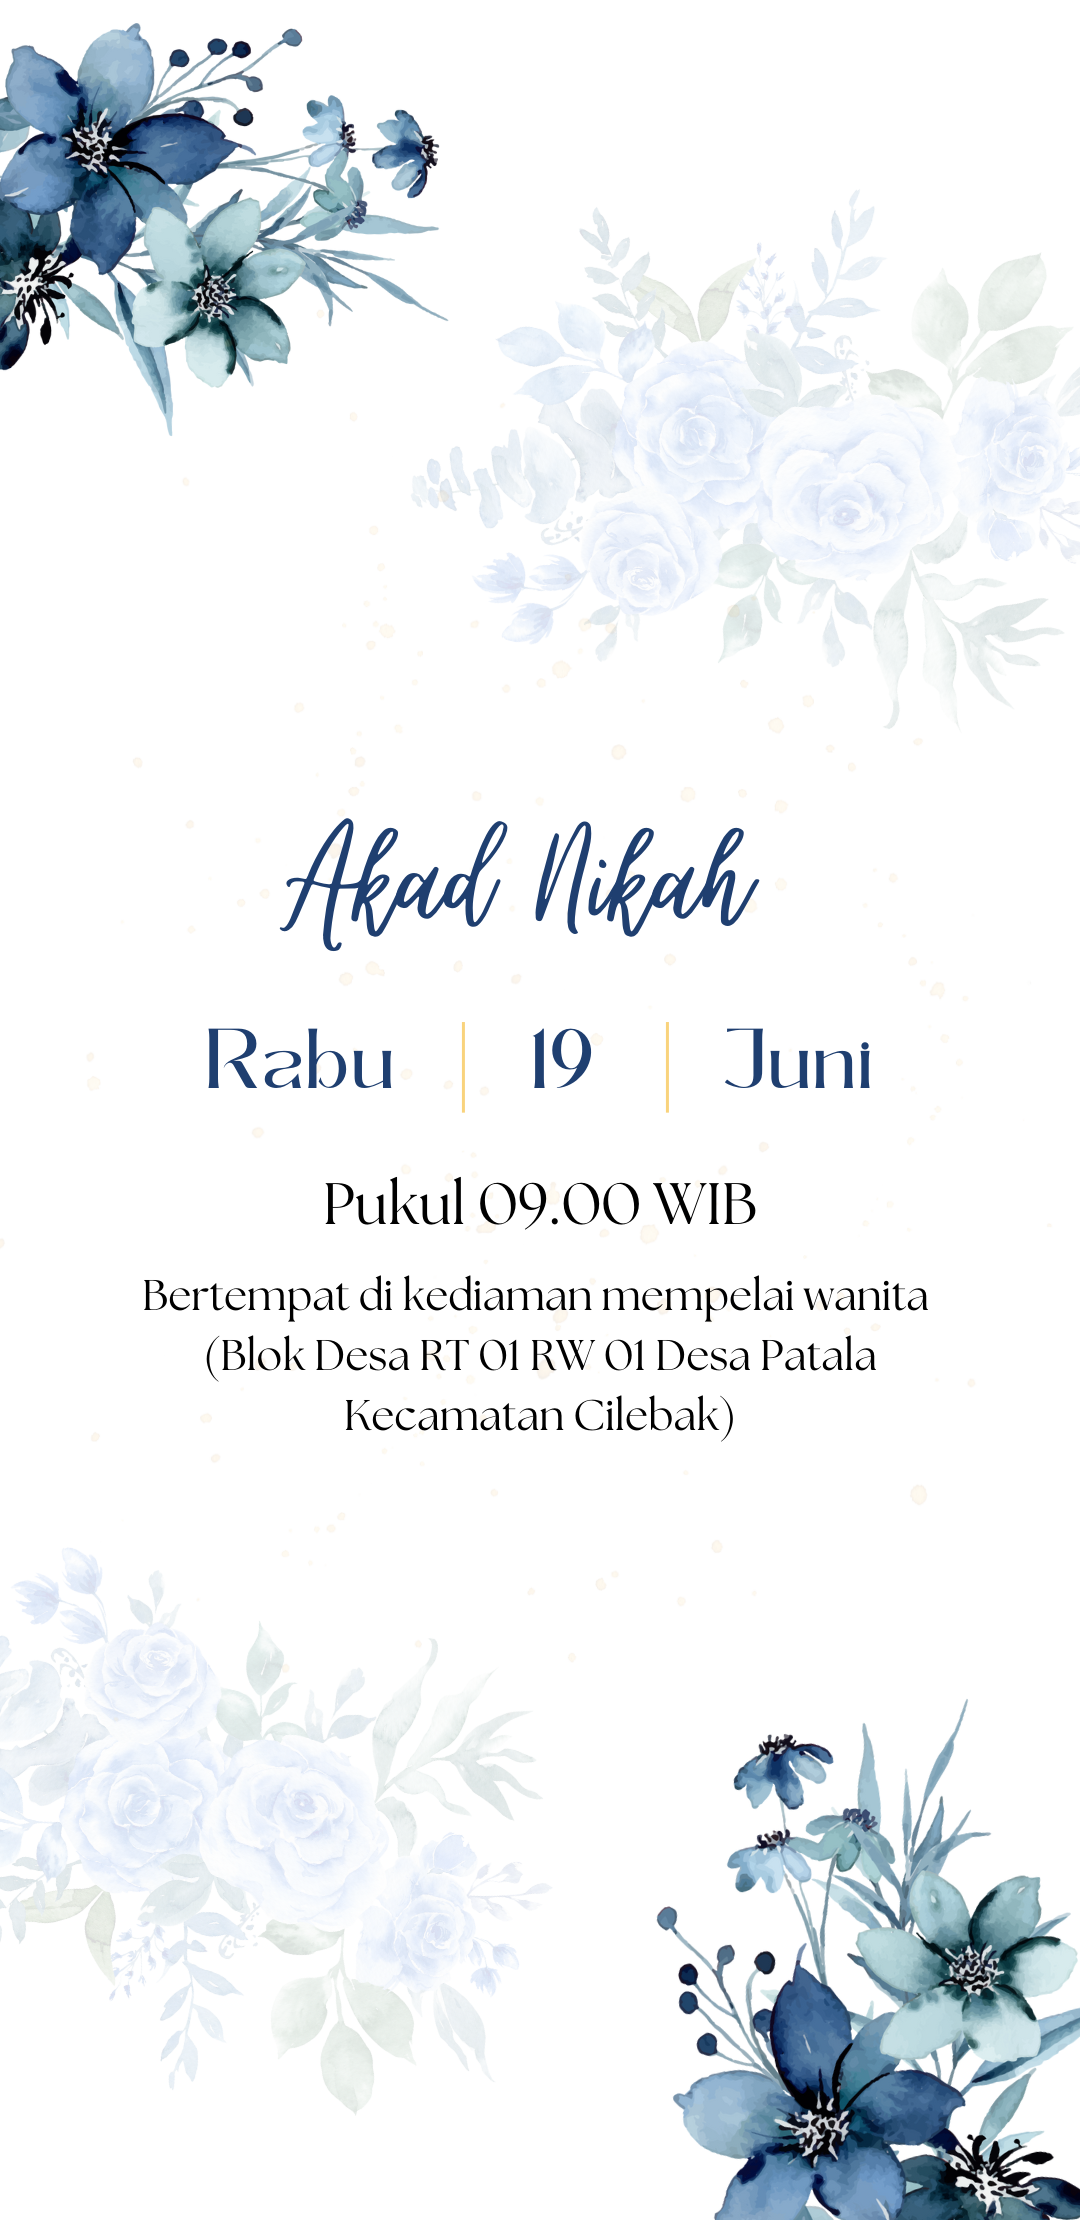 Akad Nikah
Rabu 19 Juni
Pukul 09.00 WIB
Bertempat di kediaman mempelai wanita
(Blok Desa RT 01 RW 01 Desa Patala
Kecamatan Cilebak)